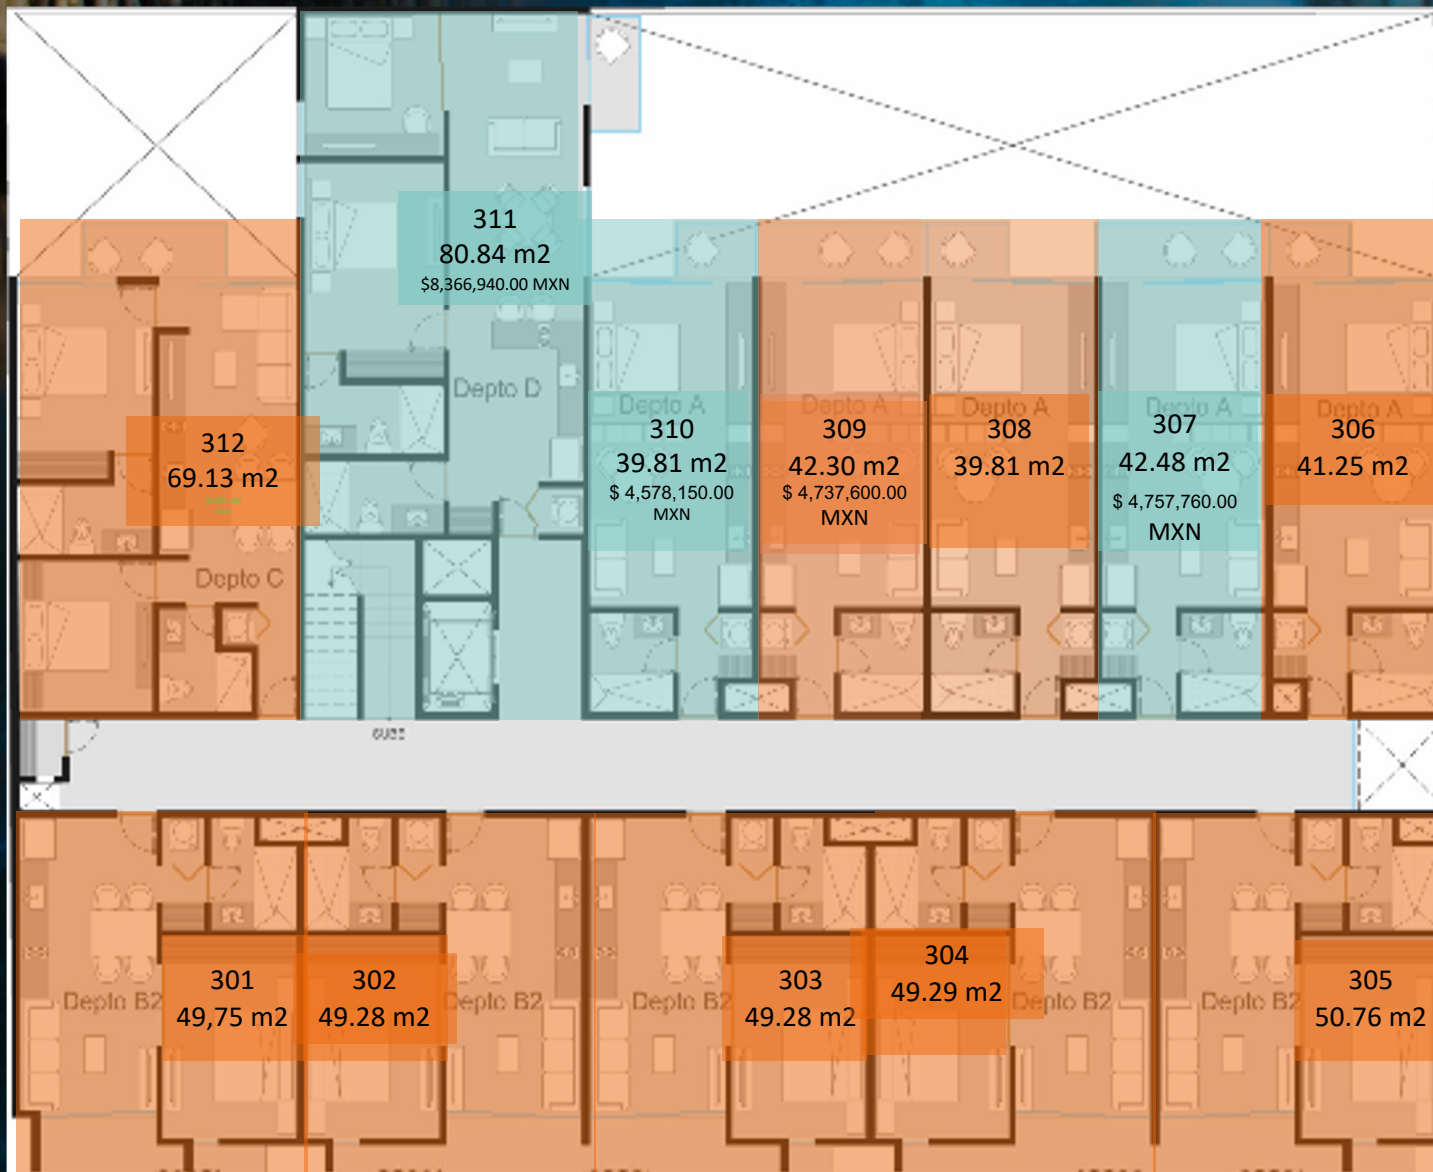 311
80.84 m2
$8,366,940.00 MXN
Depto D
Depto A
310
39.81 m2
$ 4,578,150.00
MXN
Depto A
309
42.30 m2
$ 4,737,600.00
MXN
Depto A
308
39.81 m2
Depto A
307
42.48 m2
$ 4,757,760.00
MXN
Depto A
306
41.25 m2
312
69.13 m2
Depto C
SUBE
301
49,75 m2
Depto B2
302
49.28 m2
Depto B2
303
49.28 m2
Depto B2
304
49.29 m2
Depto B2
305
50.76 m2
Depto B2